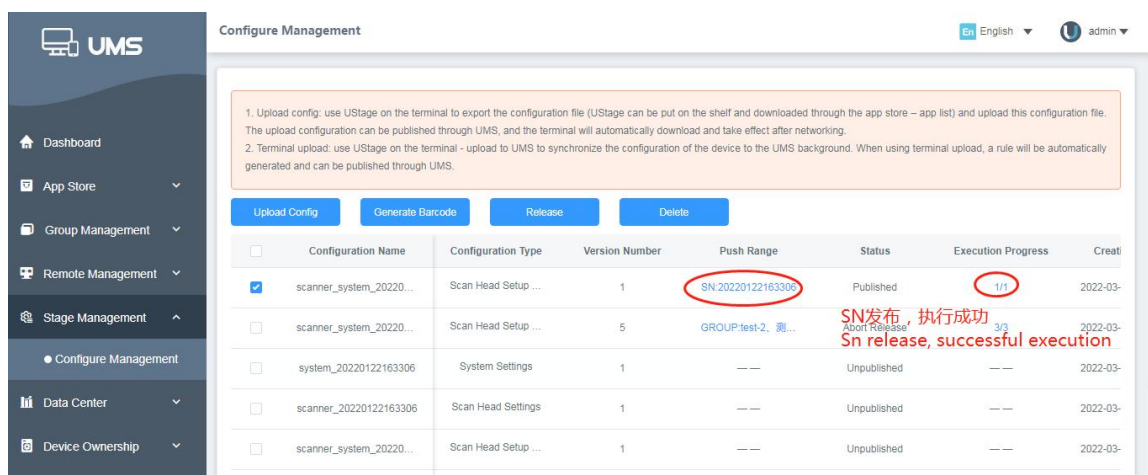 UMS
Configure Management
En English
admin
1. Upload config: use UStage on the terminal to export the configuration file (UStage can be put on the shelf and downloaded through the app store – app list) and upload this configuration file.
The upload configuration can be published through UMS, and the terminal will automatically download and take effect after networking.
2. Terminal upload: use UStage on the terminal - upload to UMS to synchronize the configuration of the device to the UMS background. When using terminal upload, a rule will be automatically
generated and can be published through UMS.
Dashboard
App Store
Group Management
Remote Management
Stage Management
Configure Management
Data Center
Device Ownership
Upload Config Generate Barcode Release Delete
Configuration Name Configuration Type Version Number Push Range Status Execution Progress Creati
scanner_system_20220... Scan Head Setup ... 1 SN:20220122163306 Published 1/1 2022-03-
SN发布，执行成功
scanner_system_20220... Scan Head Setup ... 5 GROUP:test-2、测... Abort Release 3/3 2022-03-
Sn release, successful execution
system_20220122163306 System Settings 1 —— Unpublished —— 2022-03-
scanner_20220122163306 Scan Head Settings 1 —— Unpublished —— 2022-03-
scanner_system_20220... Scan Head Setup ... 1 —— Unpublished —— 2022-03-